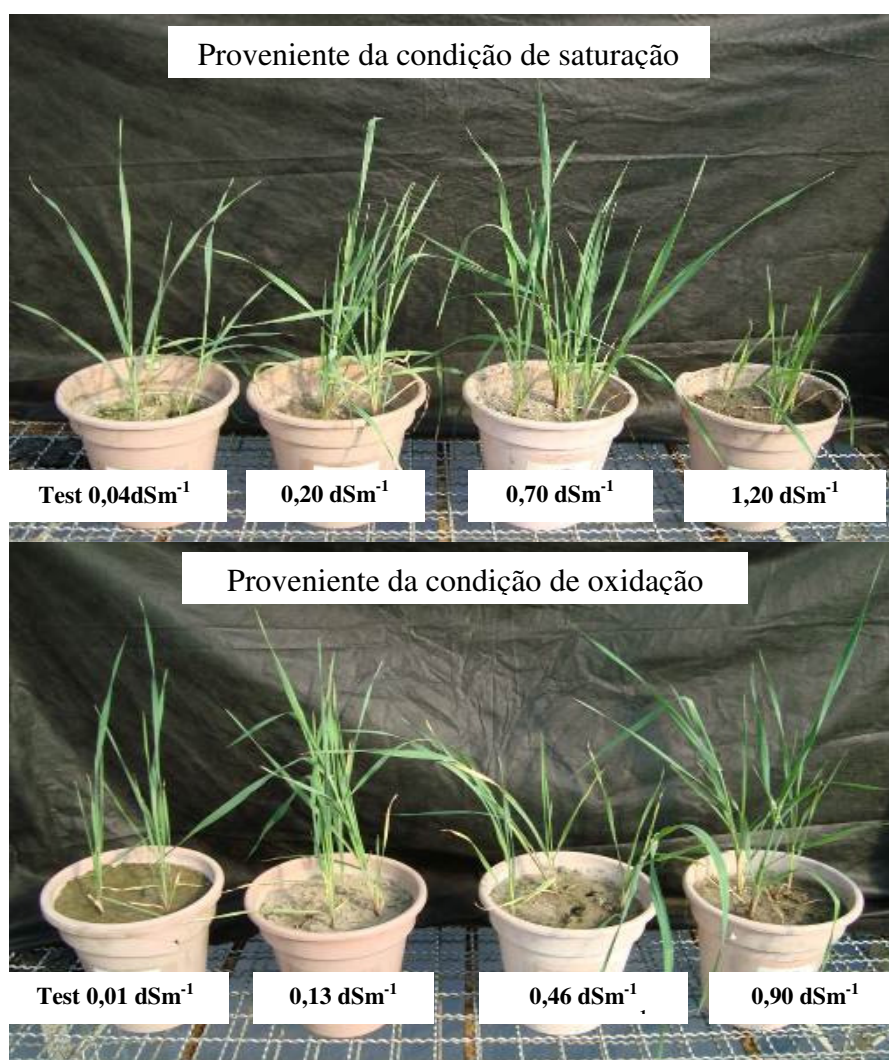 Proveniente da condição de saturação
Test 0,04dSm⁻¹ 0,20 dSm⁻¹ 0,70 dSm⁻¹ 1,20 dSm⁻¹
Proveniente da condição de oxidação
Test 0,01 dSm⁻¹ 0,13 dSm⁻¹ 0,46 dSm⁻¹ 0,90 dSm⁻¹